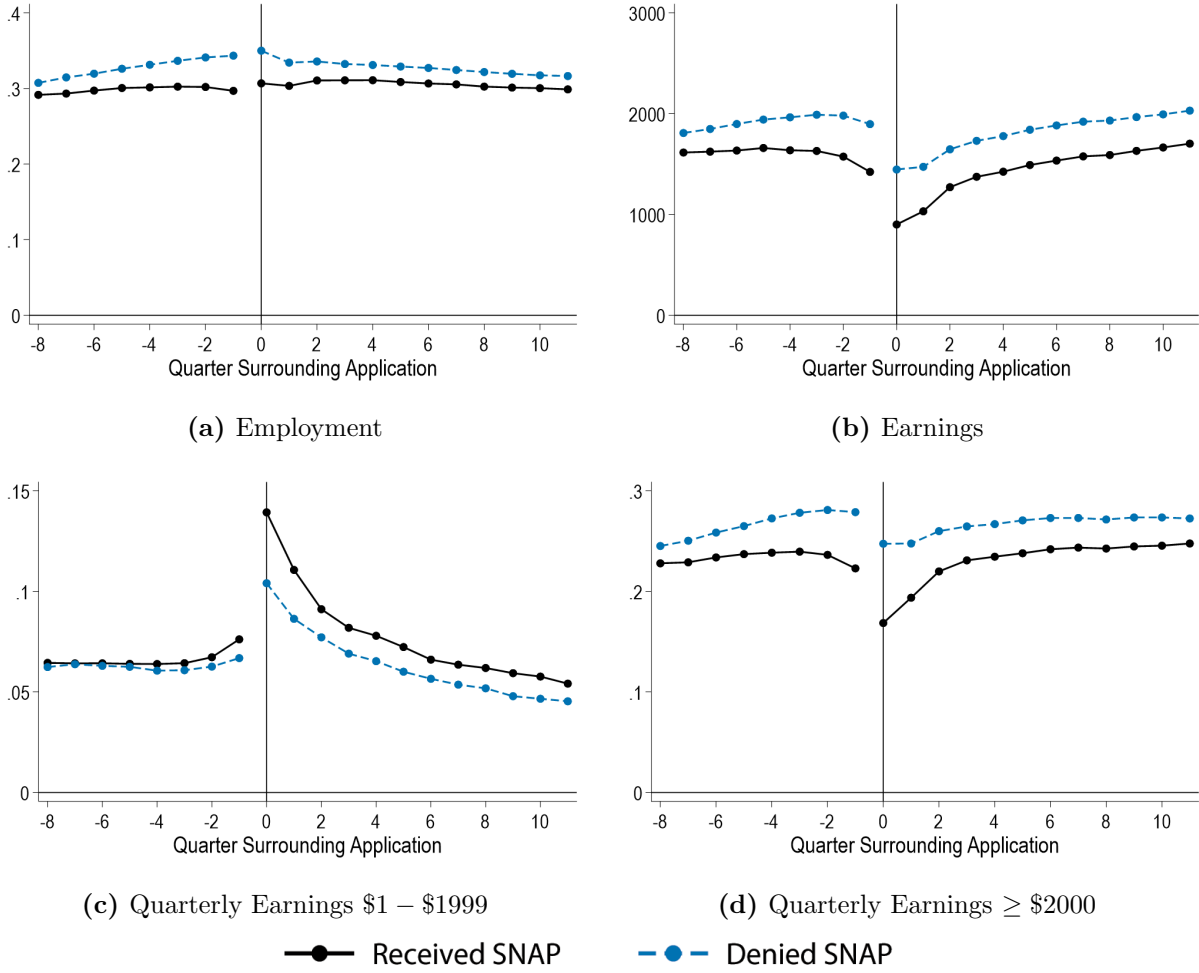 .4
.3
.2
.1
0
-8 -6 -4 -2 0 2 4 6 8 10
Quarter Surrounding Application
(a) Employment
3000
2000
1000
0
-8 -6 -4 -2 0 2 4 6 8 10
Quarter Surrounding Application
(b) Earnings
.15
.1
.05
0
-8 -6 -4 -2 0 2 4 6 8 10
Quarter Surrounding Application
(c) Quarterly Earnings $1 – $1999
.3
.2
.1
0
-8 -6 -4 -2 0 2 4 6 8 10
Quarter Surrounding Application
(d) Quarterly Earnings ≥ $2000
Received SNAP
Denied SNAP